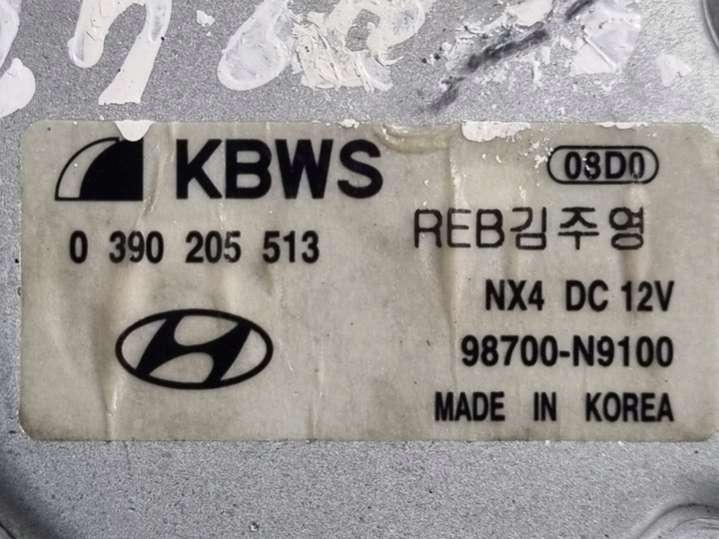 KBWS
08D0
0 390 205 513
REB김주영
NX4 DC 12V
98700-N9100
MADE IN KOREA